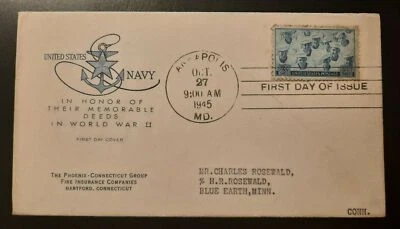 UNITED STATES
NAVY
IN HONOR OF
THEIR MEMORABLE
DEEDS
IN WORLD WAR II
FIRST DAY COVER
THE PHOENIX-CONNECTICUT GROUP
FIRE INSURANCE COMPANIES
HARTFORD, CONNECTICUT
ANNAPOLIS
OCT.
27
9:00 AM
1945
MD.
FIRST DAY OF ISSUE
MR.CHARLES ROSEWALD,
% H.R.ROSEWALD,
BLUE EARTH,MINN.
CONN.